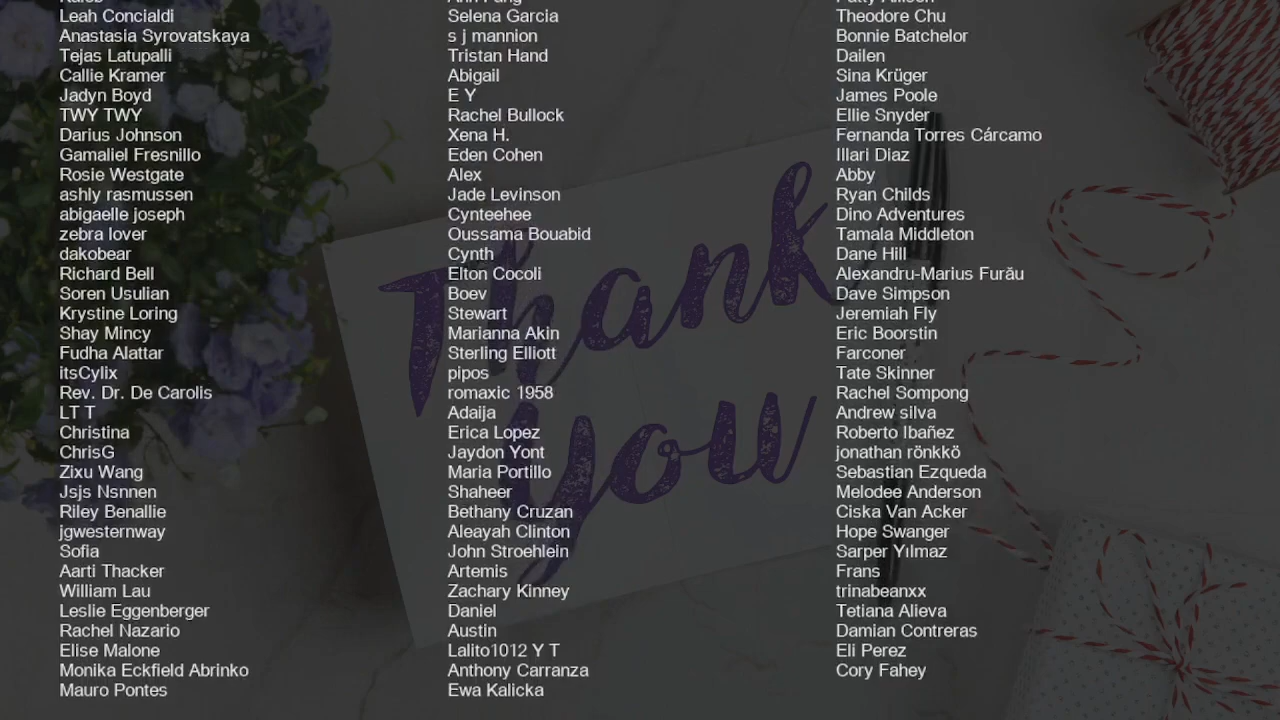 Leah Concialdi
Anastasia Syrovatskaya
Tejas Latupalli
Callie Kramer
Jadyn Boyd
TWY TWY
Darius Johnson
Gamaliel Fresnillo
Rosie Westgate
ashly rasmussen
abigaelle joseph
zebra lover
dakobear
Richard Bell
Soren Usulian
Krystine Loring
Shay Mincy
Fudha Alattar
itsCylix
Rev. Dr. De Carolis
LT T
Christina
ChrisG
Zixu Wang
Jsjs Nsnnen
Riley Benallie
jgwesternway
Sofia
Aarti Thacker
William Lau
Leslie Eggenberger
Rachel Nazario
Elise Malone
Monika Eckfield Abrinko
Mauro Pontes
Selena Garcia
s j mannion
Tristan Hand
Abigail
E Y
Rachel Bullock
Xena H.
Eden Cohen
Alex
Jade Levinson
Cynteehee
Oussama Bouabid
Cynth
Elton Cocoli
Boev
Stewart
Marianna Akin
Sterling Elliott
pipos
romaxic 1958
Adaija
Erica Lopez
Jaydon Yont
Maria Portillo
Shaheer
Bethany Cruzan
Aleayah Clinton
John Stroehlein
Artemis
Zachary Kinney
Daniel
Austin
Lalito1012 Y T
Anthony Carranza
Ewa Kalicka
Theodore Chu
Bonnie Batchelor
Dailen
Sina Krüger
James Poole
Ellie Snyder
Fernanda Torres Cárcamo
Illari Diaz
Abby
Ryan Childs
Dino Adventures
Tamala Middleton
Dane Hill
Alexandru-Marius Furău
Dave Simpson
Jeremiah Fly
Eric Boorstin
Farconer
Tate Skinner
Rachel Sompong
Andrew silva
Roberto Ibañez
jonathan rönkkö
Sebastian Ezqueda
Melodee Anderson
Ciska Van Acker
Hope Swanger
Sarper Yılmaz
Frans
trinabeanxx
Tetiana Alieva
Damian Contreras
Eli Perez
Cory Fahey
Thank
you